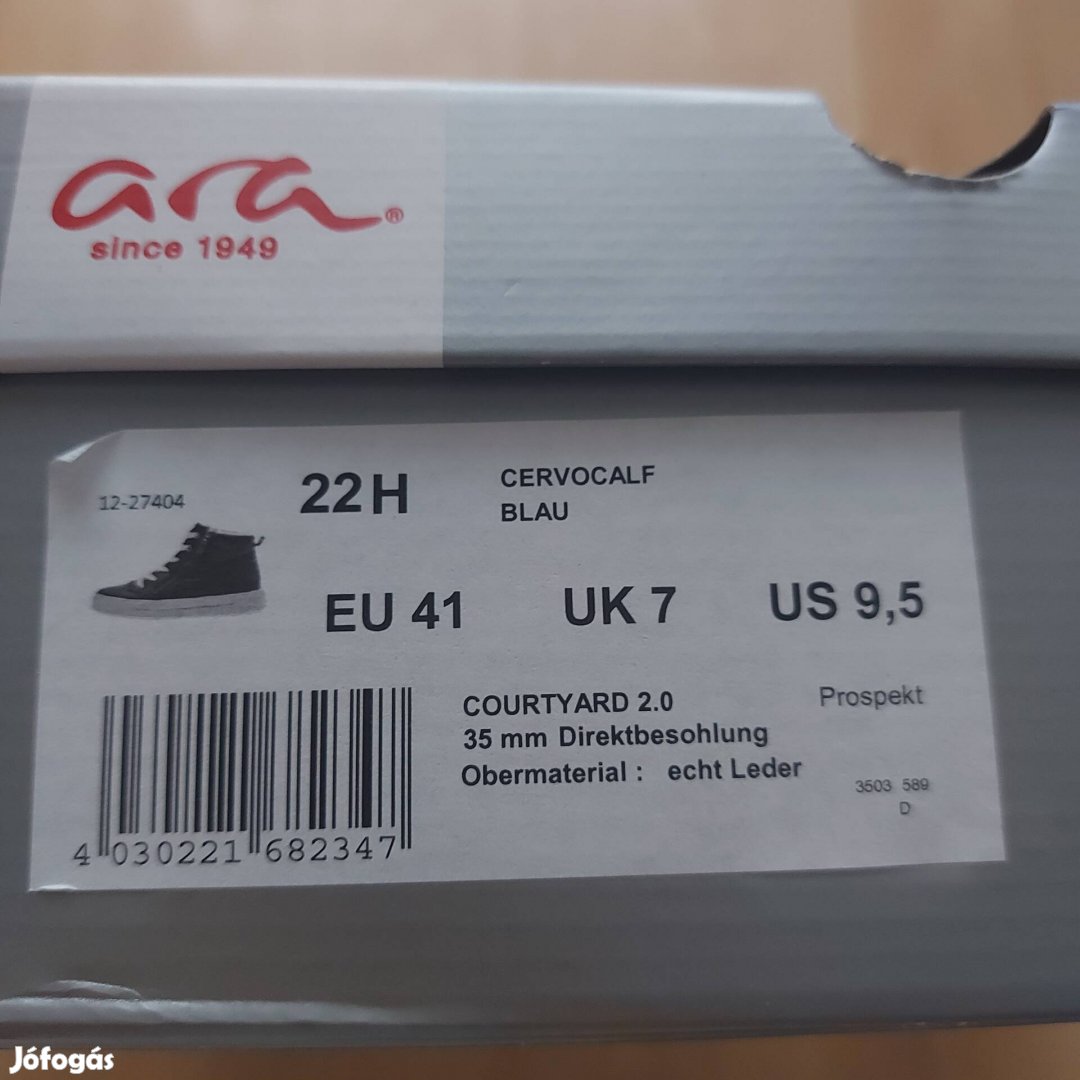 ara®
since 1949
12-27404
22H
CERVOCALF
BLAU
EU 41 UK 7 US 9,5
COURTYARD 2.0
35 mm Direktbesohlung
Obermaterial : echt Leder
Prospekt
3503 589
D
4 030221 682347
Jófogás